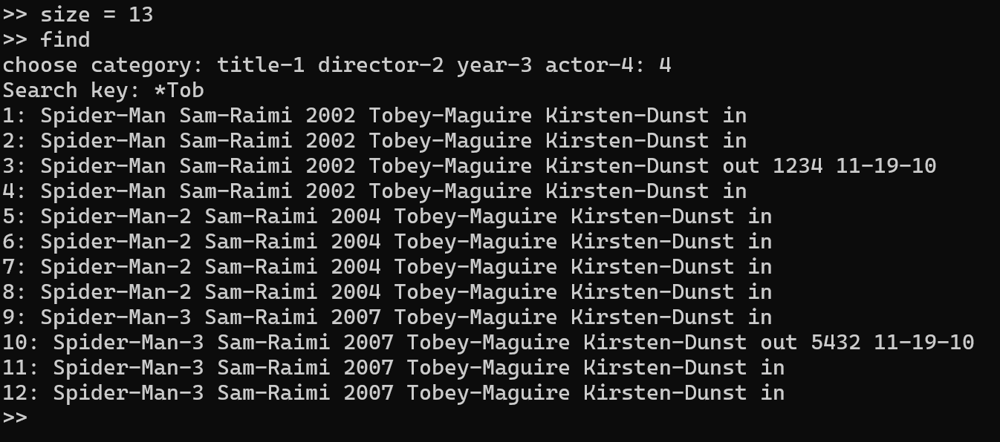 >> size = 13
>> find
choose category: title-1 director-2 year-3 actor-4: 4
Search key: *Tob
1: Spider-Man Sam-Raimi 2002 Tobey-Maguire Kirsten-Dunst in
2: Spider-Man Sam-Raimi 2002 Tobey-Maguire Kirsten-Dunst in
3: Spider-Man Sam-Raimi 2002 Tobey-Maguire Kirsten-Dunst out 1234 11-19-10
4: Spider-Man Sam-Raimi 2002 Tobey-Maguire Kirsten-Dunst in
5: Spider-Man-2 Sam-Raimi 2004 Tobey-Maguire Kirsten-Dunst in
6: Spider-Man-2 Sam-Raimi 2004 Tobey-Maguire Kirsten-Dunst in
7: Spider-Man-2 Sam-Raimi 2004 Tobey-Maguire Kirsten-Dunst in
8: Spider-Man-2 Sam-Raimi 2004 Tobey-Maguire Kirsten-Dunst in
9: Spider-Man-3 Sam-Raimi 2007 Tobey-Maguire Kirsten-Dunst in
10: Spider-Man-3 Sam-Raimi 2007 Tobey-Maguire Kirsten-Dunst out 5432 11-19-10
11: Spider-Man-3 Sam-Raimi 2007 Tobey-Maguire Kirsten-Dunst in
12: Spider-Man-3 Sam-Raimi 2007 Tobey-Maguire Kirsten-Dunst in
>>